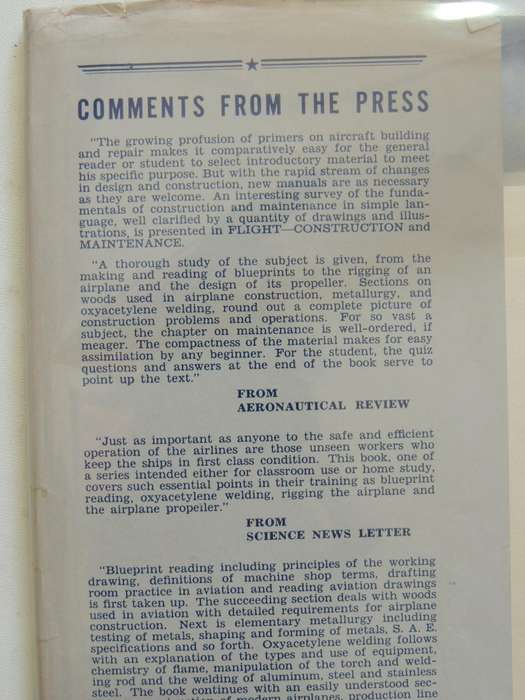 COMMENTS FROM THE PRESS
"The growing profusion of primers on aircraft building
and repair makes it comparatively easy for the general
reader or student to select introductory material to meet
his specific purpose. But with the rapid stream of changes
in design and construction, new manuals are as necessary
as they are welcome. An interesting survey of the funda-
mentals of construction and maintenance in simple lan-
guage, well clarified by a quantity of drawings and illus-
trations, is presented in FLIGHT—CONSTRUCTION and
MAINTENANCE.
"A thorough study of the subject is given, from the
making and reading of blueprints to the rigging of an
airplane and the design of its propeller. Sections on
woods used in airplane construction, metallurgy, and
oxyacetylene welding, round out a complete picture of
construction problems and operations. For so vast a
subject, the chapter on maintenance is well-ordered, if
meager. The compactness of the material makes for easy
assimilation by any beginner. For the student, the quiz
questions and answers at the end of the book serve to
point up the text."
FROM
AERONAUTICAL REVIEW
"Just as important as anyone to the safe and efficient
operation of the airlines are those unseen workers who
keep the ships in first class condition. This book, one of
a series intended either for classroom use or home study,
covers such essential points in their training as blueprint
reading, oxyacetylene welding, rigging the airplane and
the airplane propeller."
FROM
SCIENCE NEWS LETTER
"Blueprint reading including principles of the working
drawing, definitions of machine shop terms, drafting
room practice in aviation and reading aviation drawings
is first taken up. The succeeding section deals with woods
used in aviation with detailed requirements for airplane
construction. Next is elementary metallurgy including
testing of metals, shaping and forming of metals, S. A. E.
specifications and so forth. Oxyacetylene welding follows
with an explanation of the types and use of equipment,
chemistry of flame, manipulation of the torch and weld-
ing rod and the welding of aluminum, steel and stainless
steel. The book continues with an easily understood sec-
of modern airplanes, production line